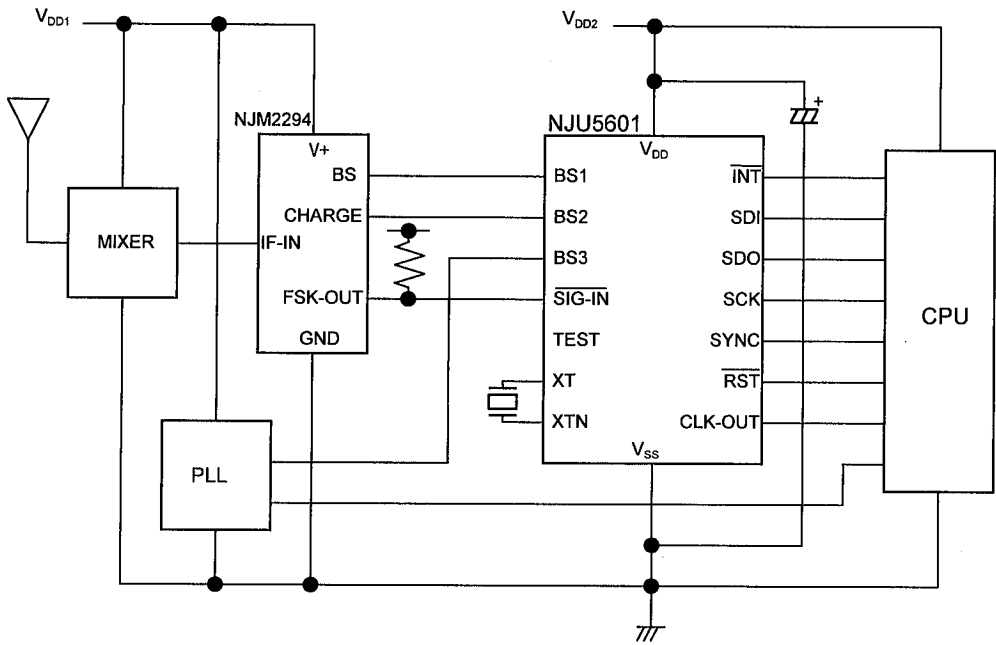 VDD1
VDD2
NJM2294
NJU5601
V+
VDD
BS
BS1
INT
CHARGE
BS2
SDI
MIXER
IF-IN
BS3
SDO
FSK-OUT
SIG-IN
SCK
CPU
GND
TEST
SYNC
XT
RST
XTN
CLK-OUT
VSS
PLL
+